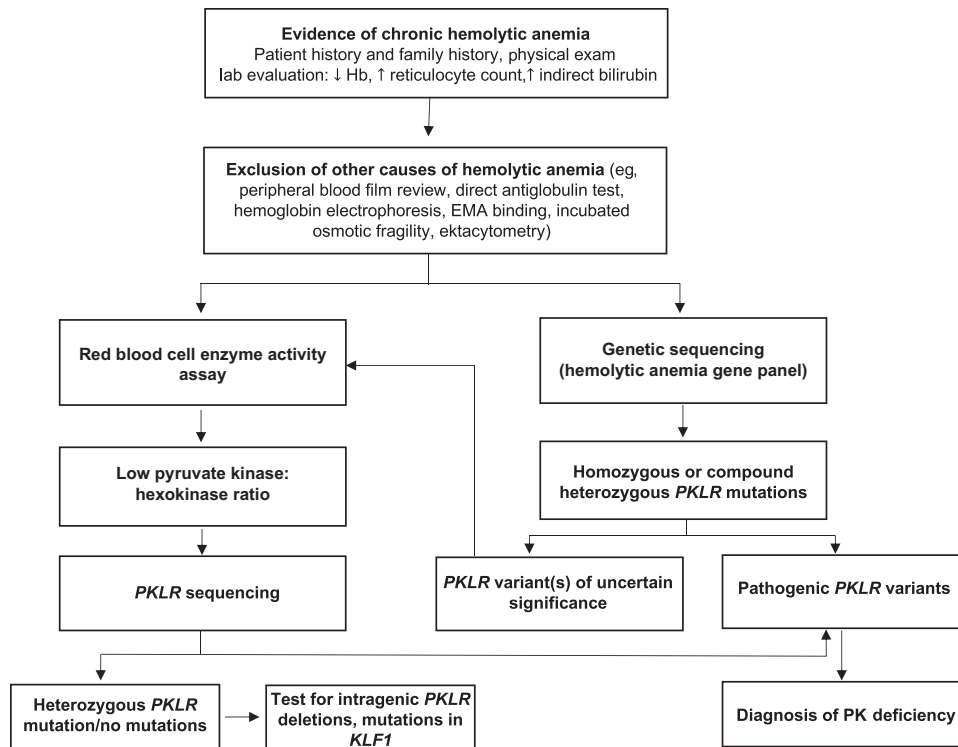 Evidence of chronic hemolytic anemia
Patient history and family history, physical exam
lab evaluation: ↓ Hb, ↑ reticulocyte count,↑ indirect bilirubin
Exclusion of other causes of hemolytic anemia (eg,
peripheral blood film review, direct antiglobulin test,
hemoglobin electrophoresis, EMA binding, incubated
osmotic fragility, ektacytometry)
Red blood cell enzyme activity
assay
Genetic sequencing
(hemolytic anemia gene panel)
Low pyruvate kinase:
hexokinase ratio
Homozygous or compound
heterozygous PKLR mutations
PKLR sequencing
PKLR variant(s) of uncertain
significance
Pathogenic PKLR variants
Heterozygous PKLR
mutation/no mutations
Test for intragenic PKLR
deletions, mutations in
KLF1
Diagnosis of PK deficiency